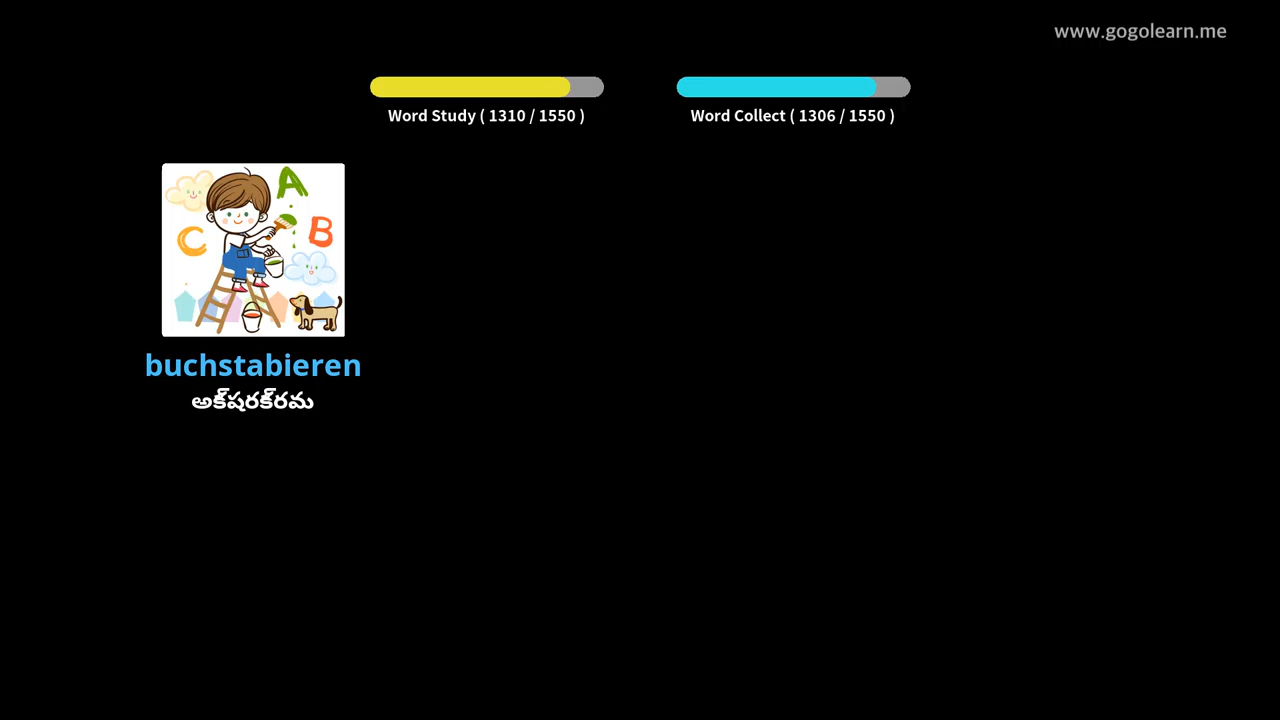 www.gogolearn.me
Word Study ( 1310 / 1550 )
Word Collect ( 1306 / 1550 )
A
B
C
buchstabieren
అక్‌షరక్‌రమ